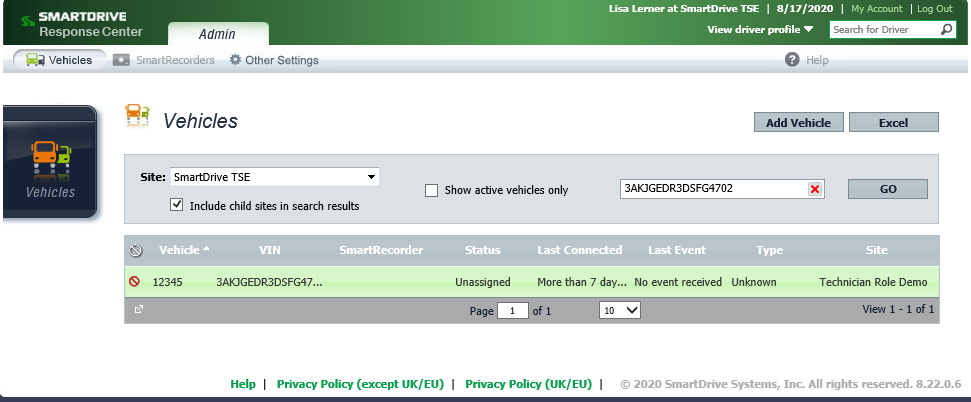 Lisa Lerner at SmartDrive TSE | 8/17/2020 | My Account | Log Out
SMARTDRIVE
Response Center
Admin
View driver profile
Search for Driver
Vehicles
SmartRecorders
Other Settings
Help
Vehicles
Vehicles
Add Vehicle
Excel
Site: SmartDrive TSE
Include child sites in search results
Show active vehicles only
3AKJGEDR3DSFG4702
GO
Vehicle VIN SmartRecorder Status Last Connected Last Event Type Site
12345 3AKJGEDR3DSFG47... Unassigned More than 7 day... No event received Unknown Technician Role Demo
Page 1 of 1 10 View 1 - 1 of 1
Help | Privacy Policy (except UK/EU) | Privacy Policy (UK/EU) | © 2020 SmartDrive Systems, Inc. All rights reserved. 8.22.0.6